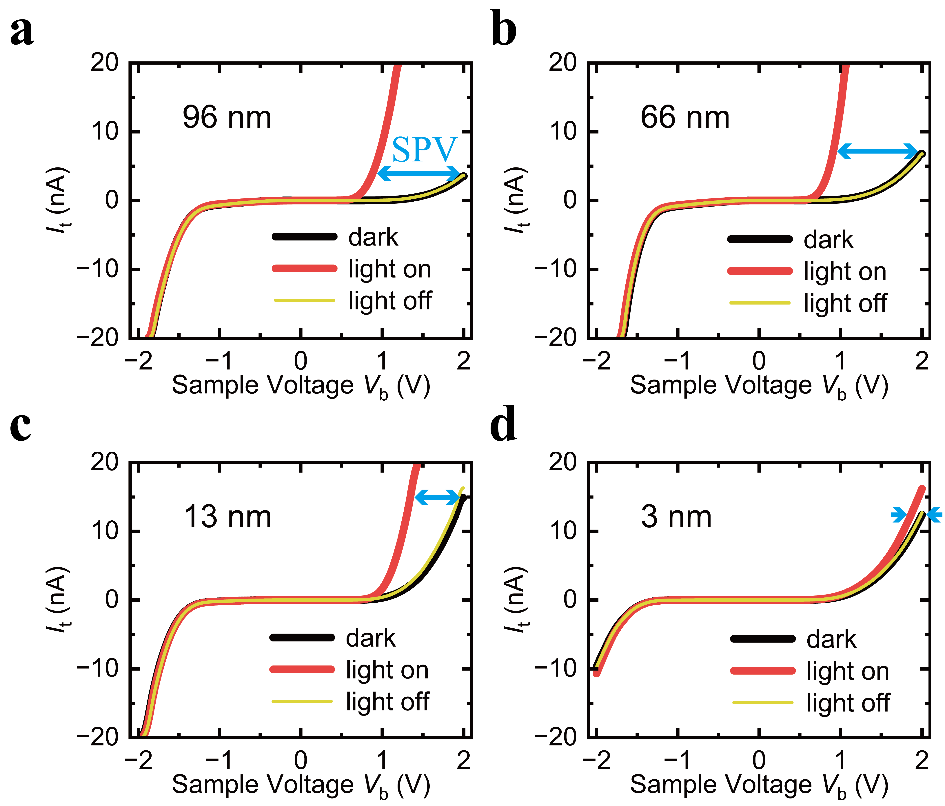 a
20
10
0
−10
−20
It (nA)
96 nm
SPV
dark
light on
light off
−2 −1 0 1 2
Sample Voltage Vb (V)
b
20
10
0
−10
−20
It (nA)
66 nm
dark
light on
light off
−2 −1 0 1 2
Sample Voltage Vb (V)
c
20
10
0
−10
−20
It (nA)
13 nm
dark
light on
light off
−2 −1 0 1 2
Sample Voltage Vb (V)
d
20
10
0
−10
−20
It (nA)
3 nm
dark
light on
light off
−2 −1 0 1 2
Sample Voltage Vb (V)